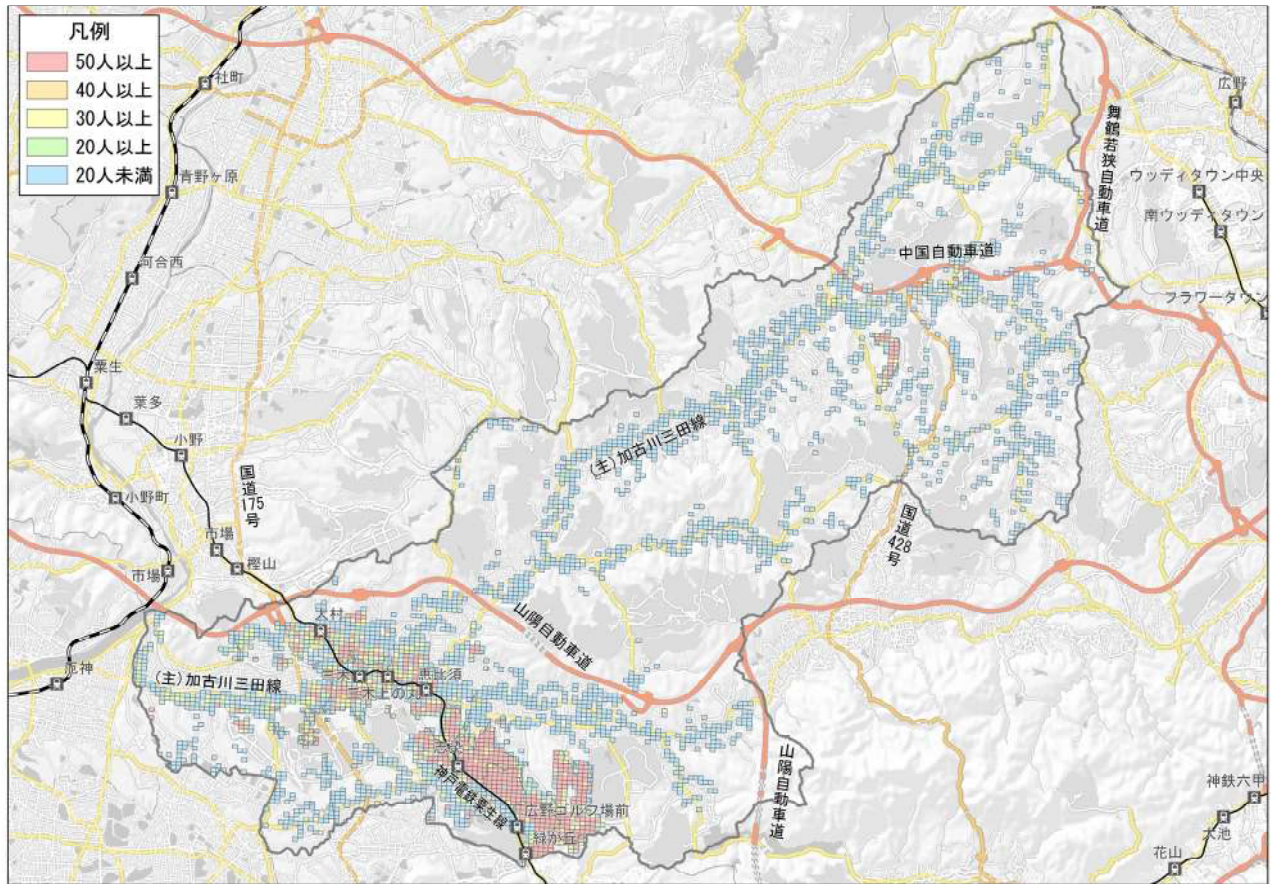 凡例
50人以上
40人以上
30人以上
20人以上
20人未満
社町
広野
舞鶴若狭自動車道
青野ヶ原
ウッディタウン中央
南ウッディタウン
河合西
中国自動車道
フラワータウン
粟生
葉多
小野
(主)加古川三田線
国道175号
小野町
国道428号
市場
樫山
市場
大村
山陽自動車道
厄神
(主)加古川三田線
恵比須
三木上の丸
山陽自動車道
神戸電鉄粟生線
広野ゴルフ場前
緑が丘
神鉄六甲
大池
花山